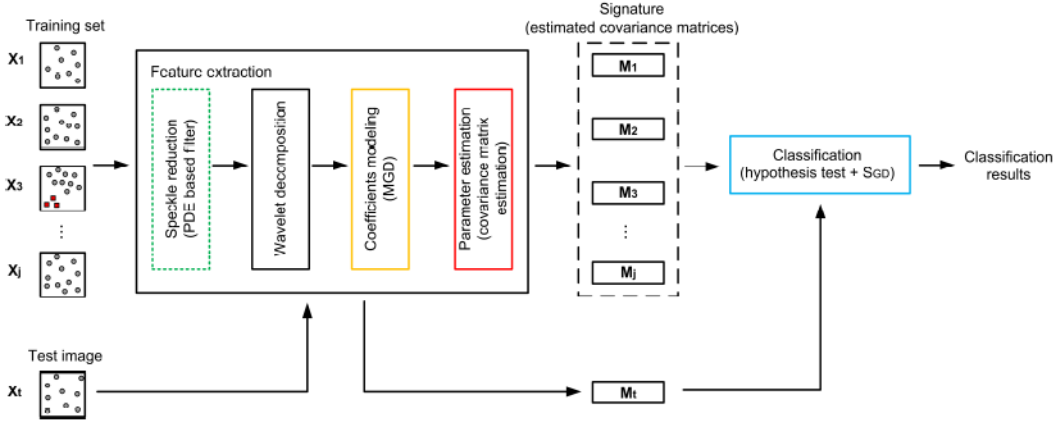 Training set
X1
X2
X3
...
Xj
Feature extraction
Speckle reduction
(PDE based filter)
Wavelet decomposition
Coefficients modeling
(MGD)
Parameter estimation
(covariance matrix
estimation)
Signature
(estimated covariance matrices)
M1
M2
M3
...
Mj
Classification
(hypothesis test + SGD)
Classification
results
Test image
Xt
Mt